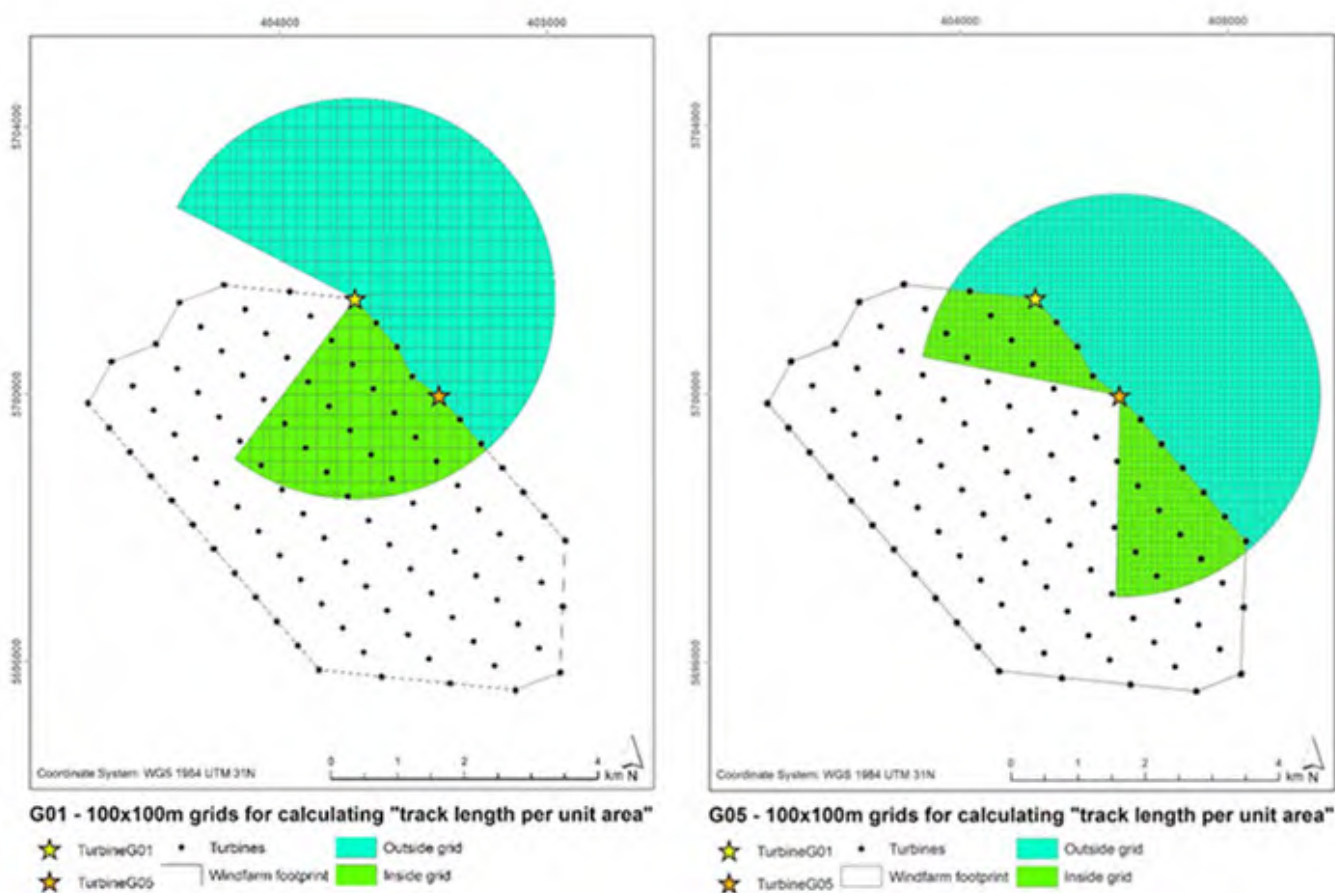 404000 408000
5704000
5700000
5696000
0 1 2 4
km N
Coordinate System: WGS 1984 UTM 31N
G01 - 100x100m grids for calculating "track length per unit area"
TurbineG01 Turbines Outside grid
TurbineG05 Windfarm footprint Inside grid
404000 408000
5704000
5700000
5696000
0 1 2 4
km N
Coordinate System: WGS 1984 UTM 31N
G05 - 100x100m grids for calculating "track length per unit area"
TurbineG01 Turbines Outside grid
TurbineG05 Windfarm footprint Inside grid